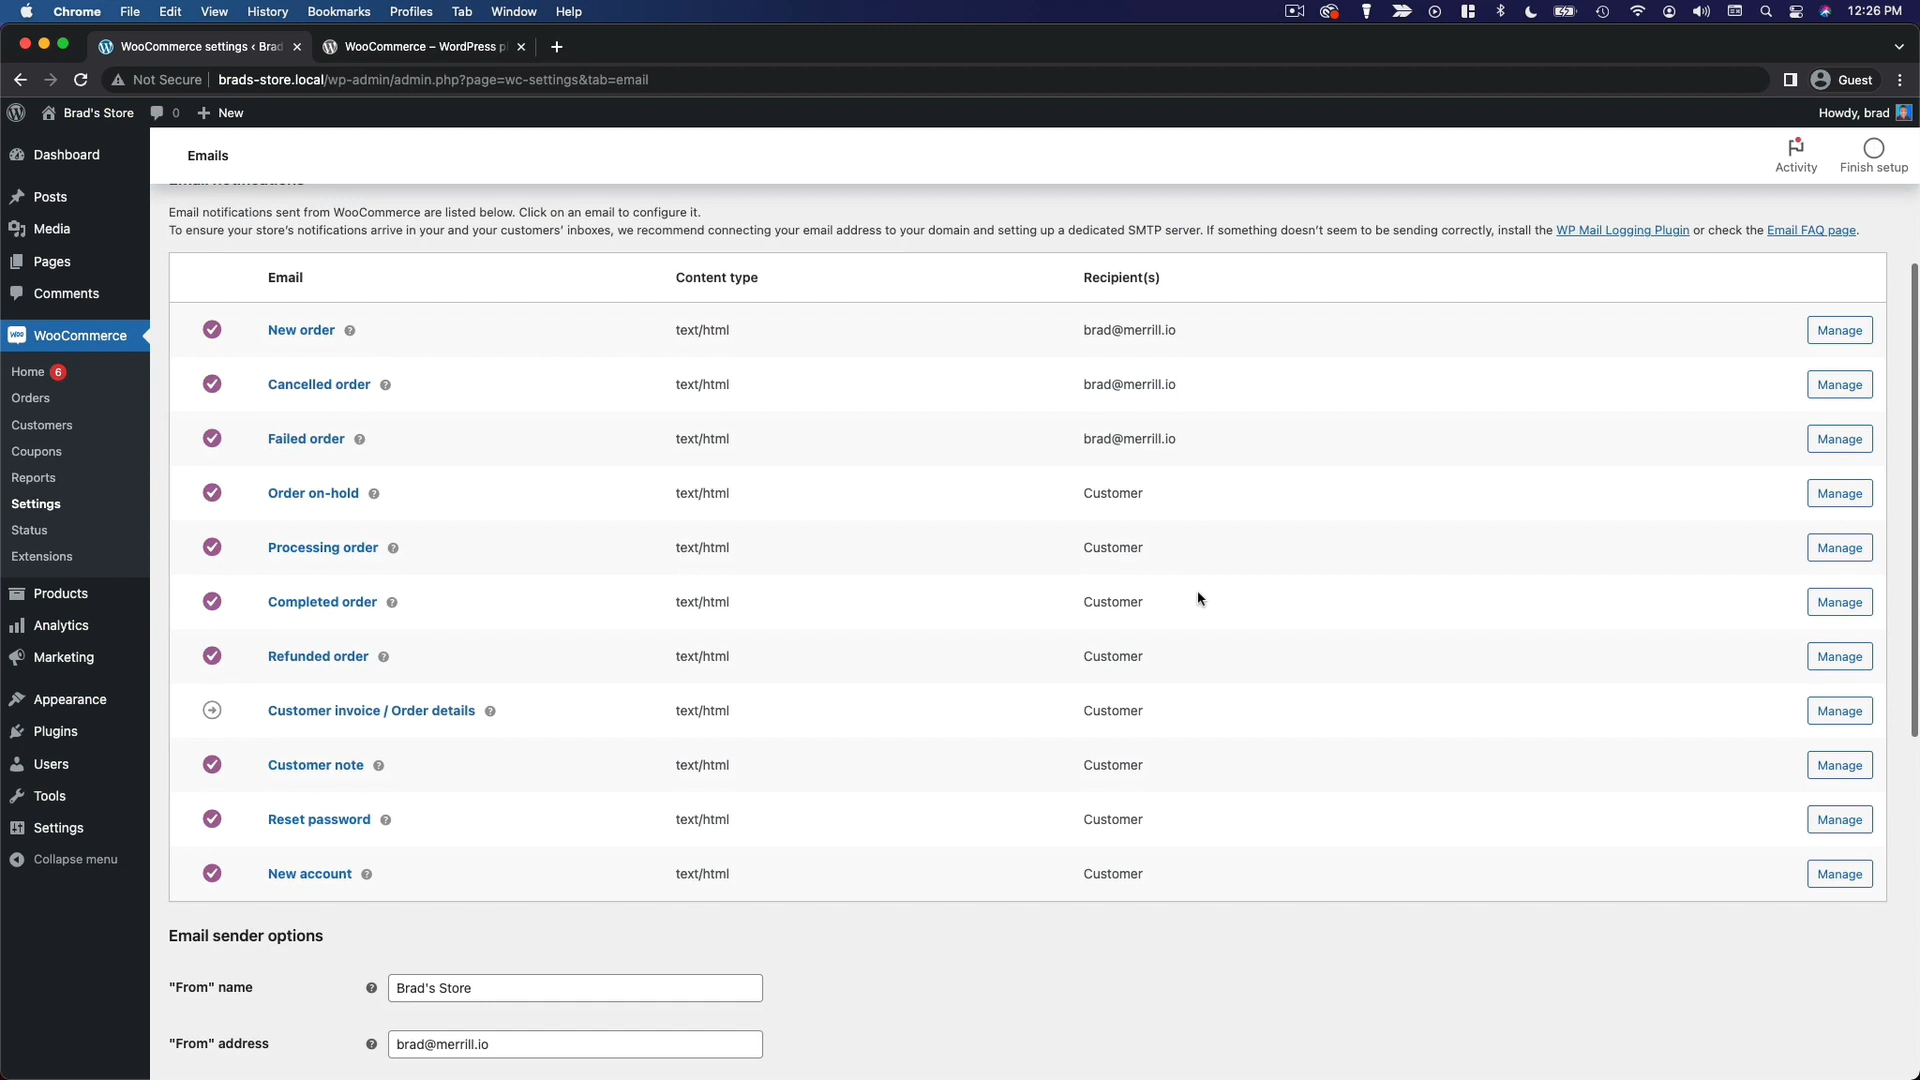 Chrome File Edit View History Bookmarks Profiles Tab Window Help 12:26 PM
WooCommerce settings ‹ Brad WooCommerce – WordPress p
Not Secure brads-store.local/wp-admin/admin.php?page=wc-settings&tab=email Guest
Brad's Store 0 New Howdy, brad
Emails Activity Finish setup
Dashboard
Posts
Media
Pages
Comments
WooCommerce
Home 6
Orders
Customers
Coupons
Reports
Settings
Status
Extensions
Products
Analytics
Marketing
Appearance
Plugins
Users
Tools
Settings
Collapse menu
Email notifications sent from WooCommerce are listed below. Click on an email to configure it.
To ensure your store's notifications arrive in your and your customers' inboxes, we recommend connecting your email address to your domain and setting up a dedicated SMTP server. If something doesn't seem to be sending correctly, install the WP Mail Logging Plugin or check the Email FAQ page.
Email Content type Recipient(s)
New order text/html brad@merrill.io Manage
Cancelled order text/html brad@merrill.io Manage
Failed order text/html brad@merrill.io Manage
Order on-hold text/html Customer Manage
Processing order text/html Customer Manage
Completed order text/html Customer Manage
Refunded order text/html Customer Manage
Customer invoice / Order details text/html Customer Manage
Customer note text/html Customer Manage
Reset password text/html Customer Manage
New account text/html Customer Manage
Email sender options
"From" name Brad's Store
"From" address brad@merrill.io